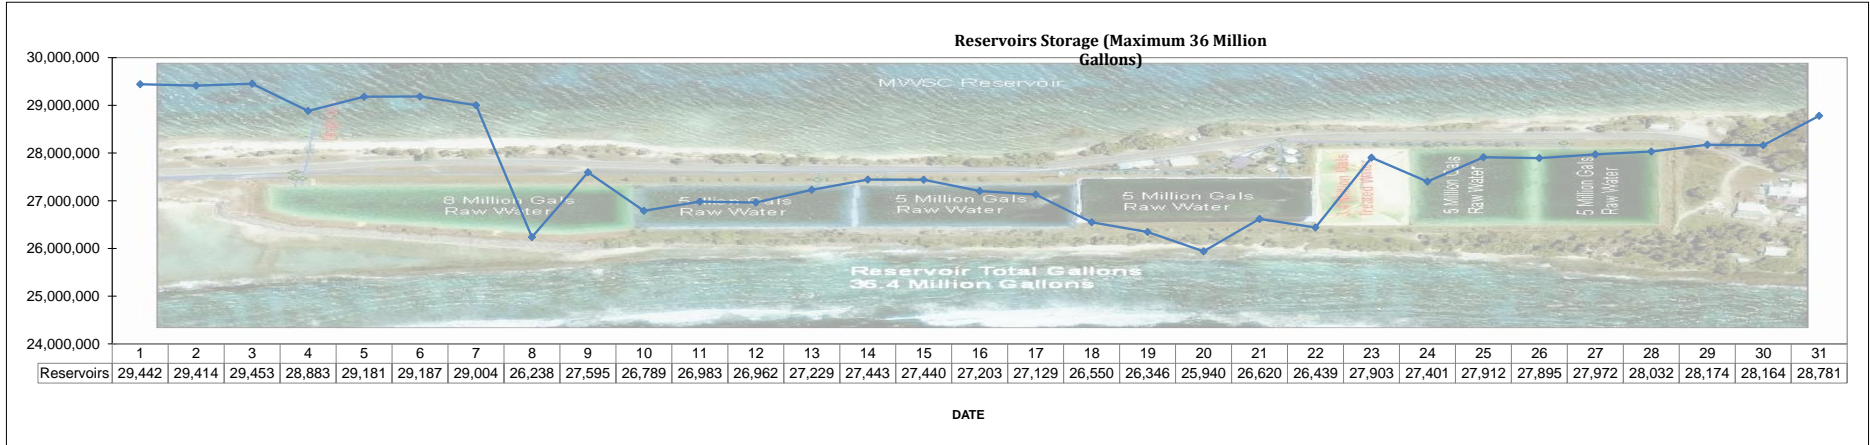 Reservoirs Storage (Maximum 36 Million
Gallons)
30,000,000
29,000,000
28,000,000
27,000,000
26,000,000
25,000,000
24,000,000
MWSC Reservoir
8 Million Gals
Raw Water
5 Million Gals
Raw Water
5 Million Gals
Raw Water
5 Million Gals
Raw Water
Treated Water
5 Million Gals
Raw Water
5 Million Gals
Raw Water
Reservoir Total Gallons
36.4 Million Gallons
1 2 3 4 5 6 7 8 9 10 11 12 13 14 15 16 17 18 19 20 21 22 23 24 25 26 27 28 29 30 31
Reservoirs 29,442 29,414 29,453 28,883 29,181 29,187 29,004 26,238 27,595 26,789 26,983 26,962 27,229 27,443 27,440 27,203 27,129 26,550 26,346 25,940 26,620 26,439 27,903 27,401 27,912 27,895 27,972 28,032 28,174 28,164 28,781
DATE